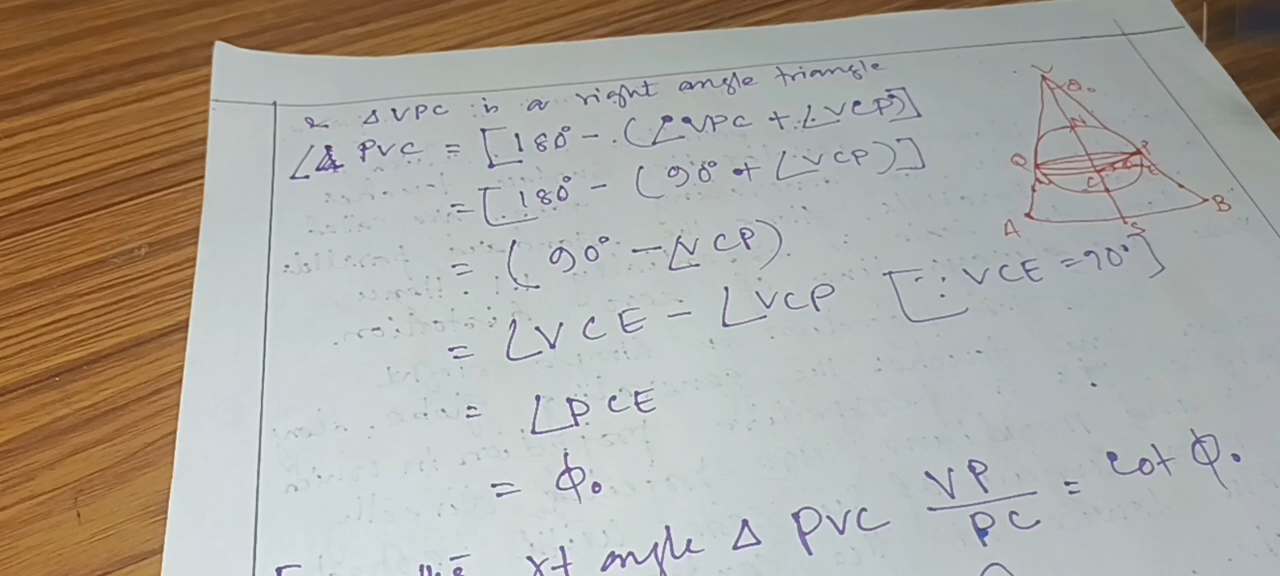 & △VPC is a right angle triangle
∠ PVC = [180° - (∠VPC + ∠VCP)]
= [180° - (90° + ∠VCP)]
= (90° - ∠VCP)
= ∠VCE - ∠VCP [∵ VCE = 90°]
= ∠PCE
= ϕ₀
rt angle △ PVC VP/PC = cot ϕ₀
V
N
P
O
C
E
A
S
B